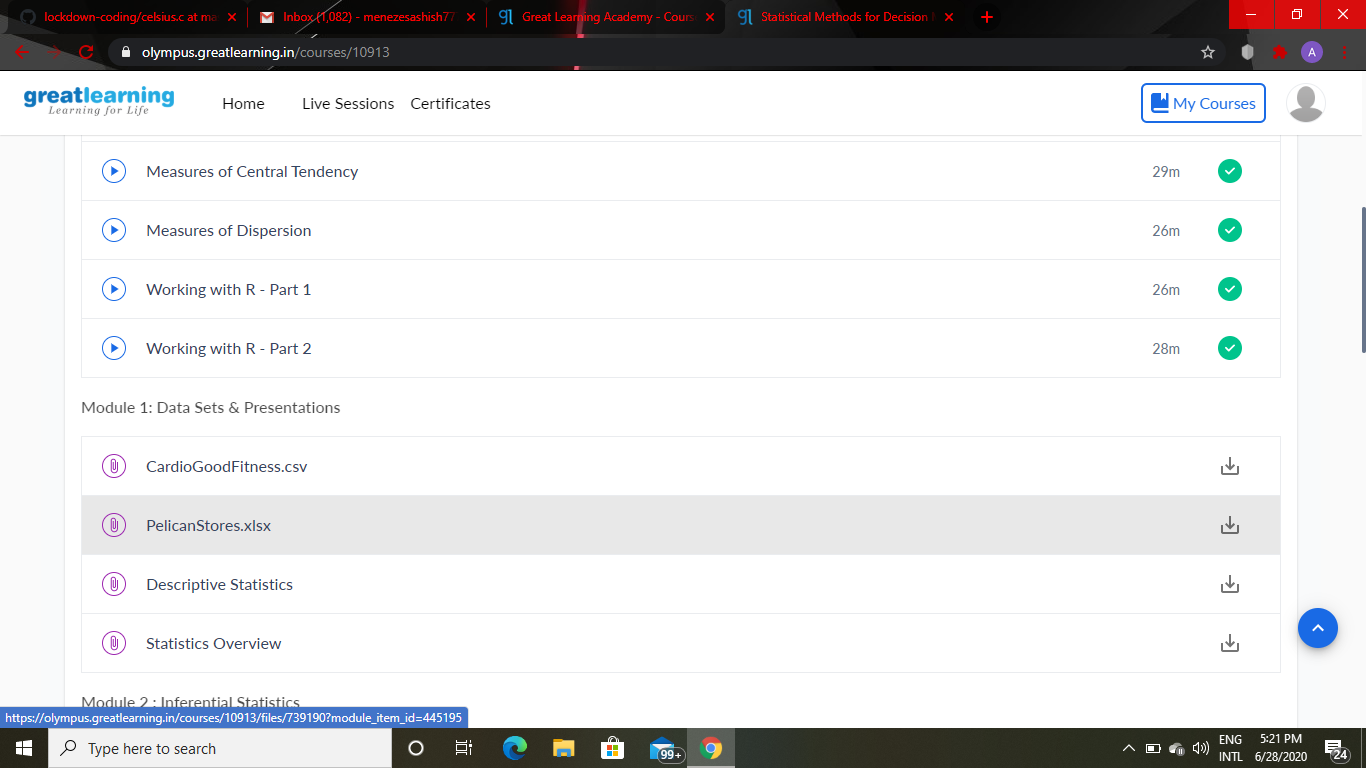 lockdown-coding/celsius.c at ma
Inbox (1,082) - menezesashish77
Great Learning Academy - Cours
Statistical Methods for Decision
olympus.greatlearning.in/courses/10913
A
greatlearning
Learning for Life
Home
Live Sessions
Certificates
My Courses
Measures of Central Tendency
29m
Measures of Dispersion
26m
Working with R - Part 1
26m
Working with R - Part 2
28m
Module 1: Data Sets & Presentations
CardioGoodFitness.csv
PelicanStores.xlsx
Descriptive Statistics
Statistics Overview
Module 2 : Inferential Statistics
https://olympus.greatlearning.in/courses/10913/files/739190?module_item_id=445195
Type here to search
99+
ENG
INTL
5:21 PM
6/28/2020
24